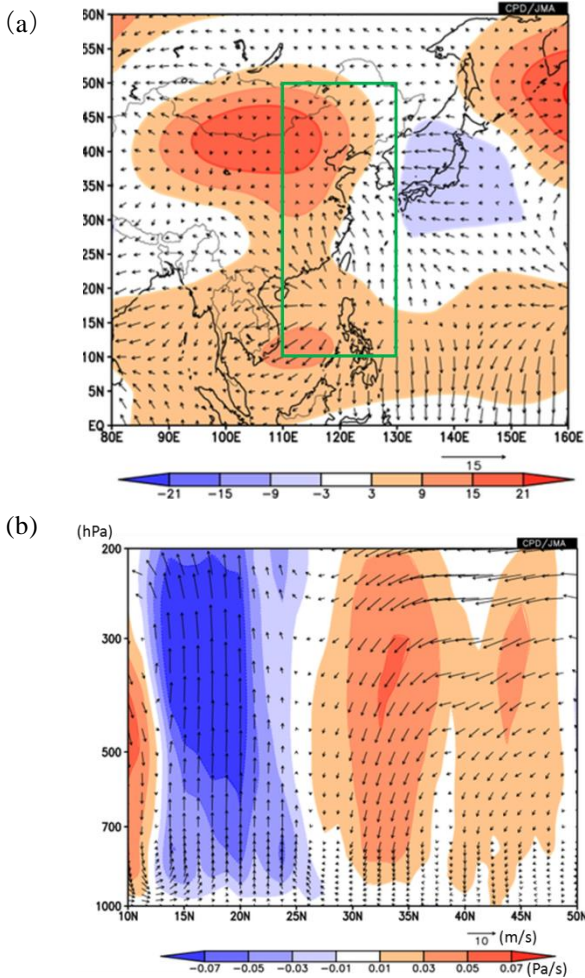 (a)
CPD/JMA
60N
55N
50N
45N
40N
35N
30N
25N
20N
15N
10N
5N
EQ
80E 90E 100E 110E 120E 130E 140E 150E 160E
15
-21 -15 -9 -3 3 9 15 21
(b)
(hPa)
CPD/JMA
200
300
500
700
1000
10N 15N 20N 25N 30N 35N 40N 45N 50N
10 (m/s)
-0.07 -0.05 -0.03 -0.01 0.01 0.03 0.05 0.07 (Pa/s)